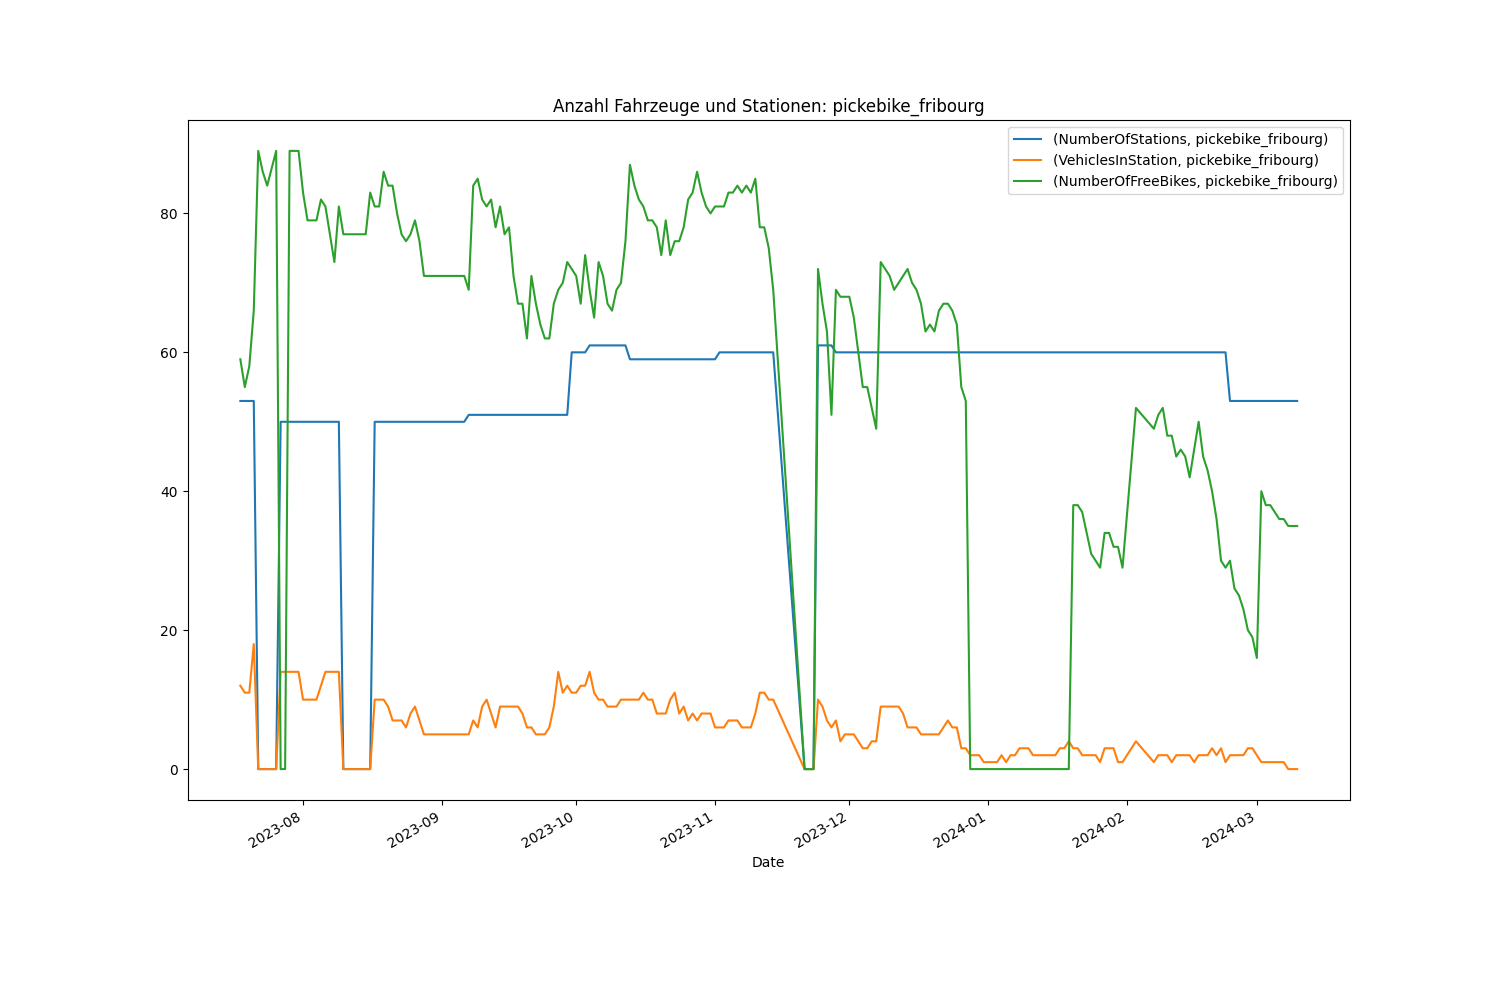 Anzahl Fahrzeuge und Stationen: pickebike_fribourg
(NumberOfStations, pickebike_fribourg)
(VehiclesInStation, pickebike_fribourg)
(NumberOfFreeBikes, pickebike_fribourg)
80
60
40
20
0
2023-08
2023-09
2023-10
2023-11
2023-12
2024-01
2024-02
2024-03
Date